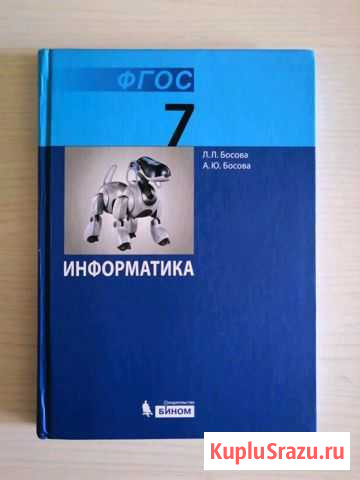 ФГОС
7
Л.Л. Босова
А.Ю. Босова
ИНФОРМАТИКА
Издательство
БИНОМ
KupluSrazu.ru